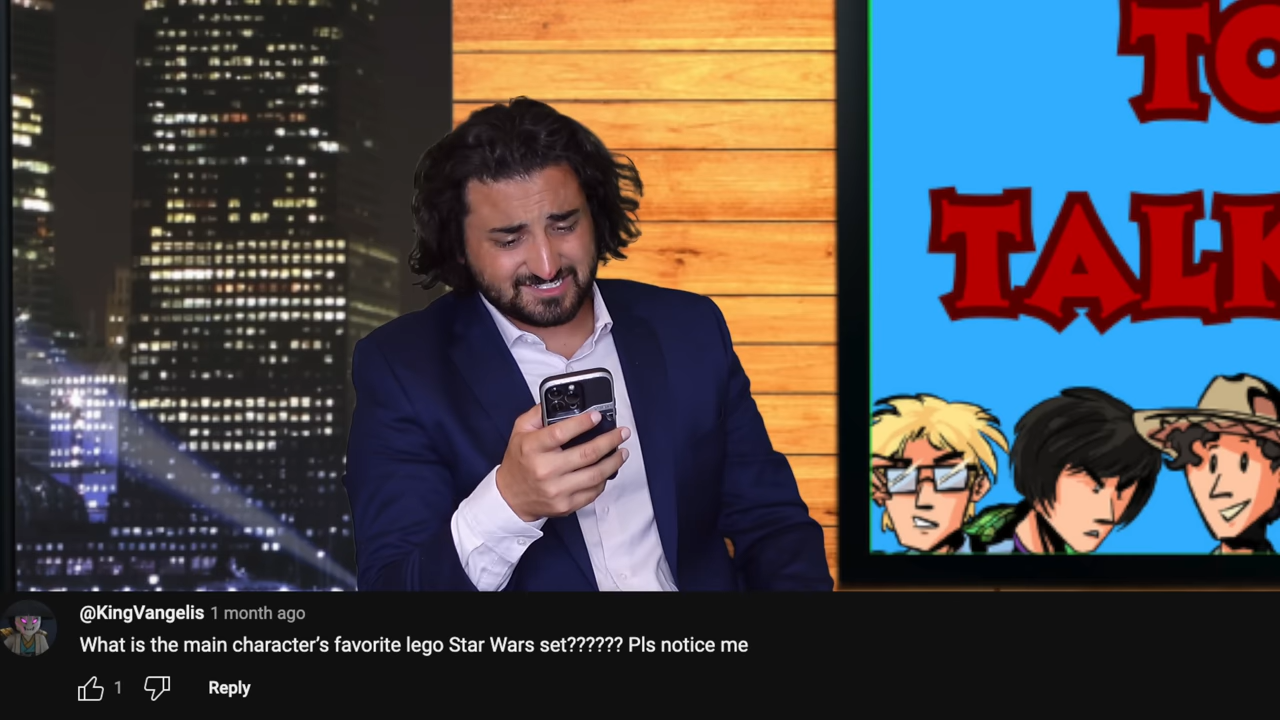 TO
TALK
@KingVangelis 1 month ago
What is the main character’s favorite lego Star Wars set?????? Pls notice me
1
Reply